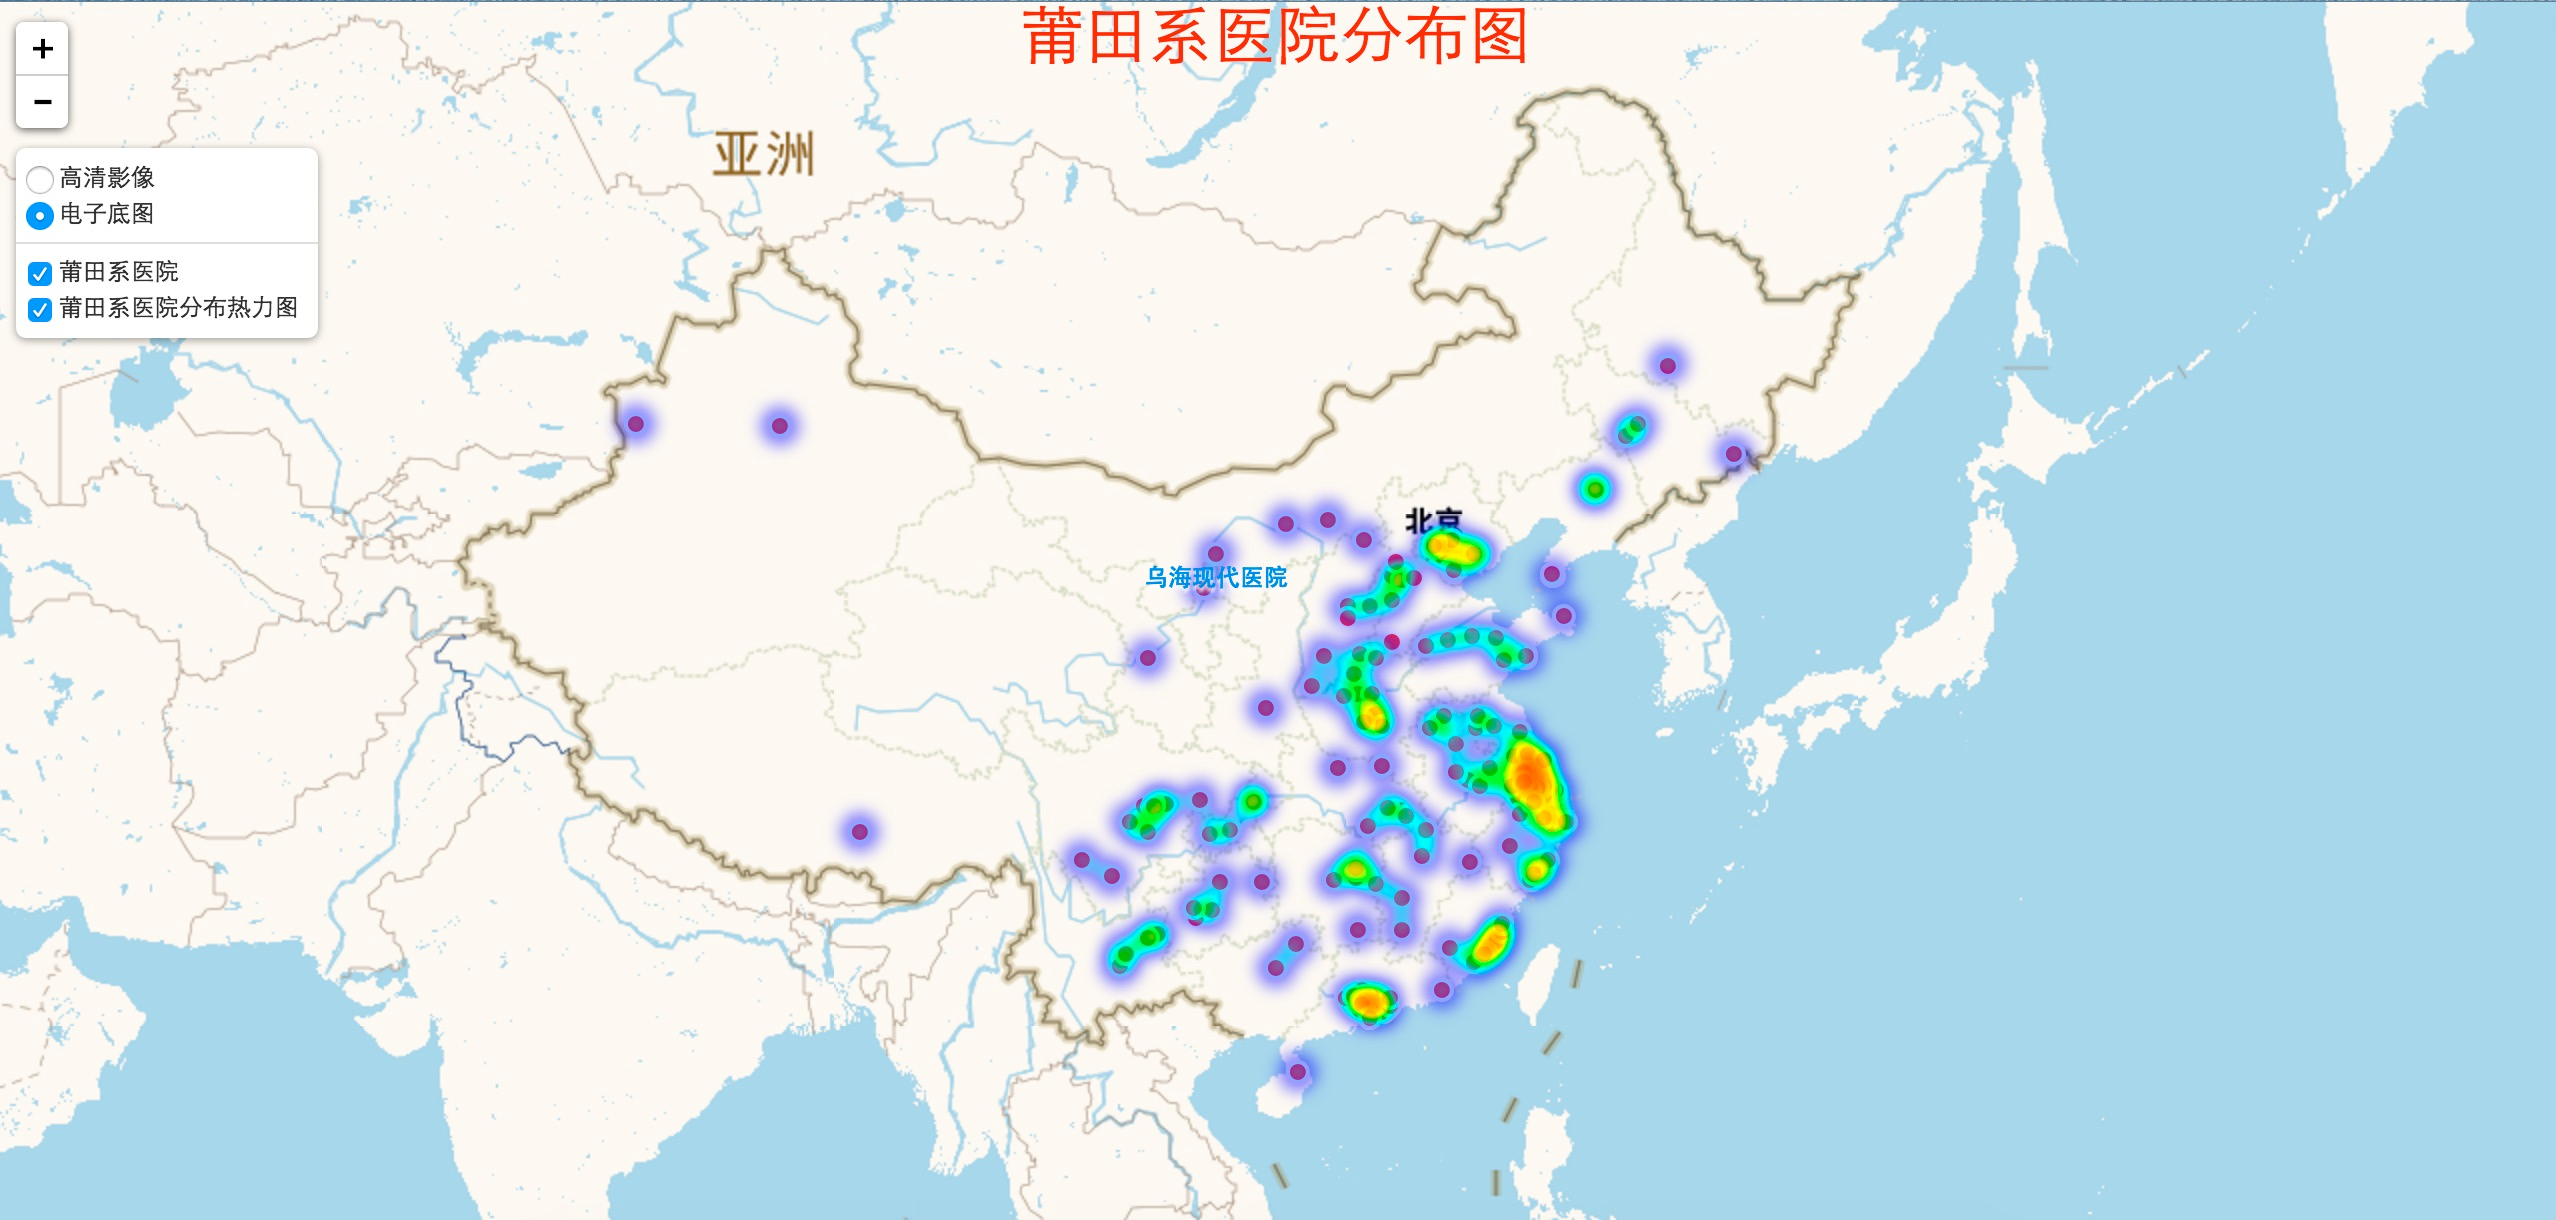 莆田系医院分布图
+
−
高清影像
电子底图
莆田系医院
莆田系医院分布热力图
亚洲
北京
乌海现代医院